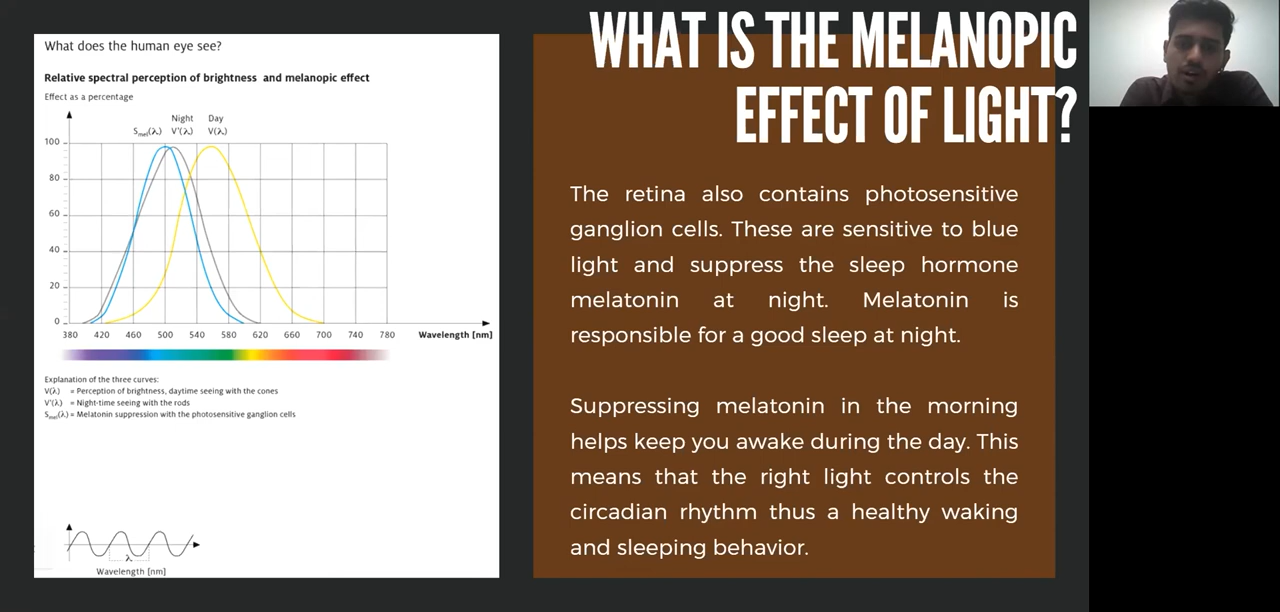 What does the human eye see?
Relative spectral perception of brightness and melanopic effect
Effect as a percentage
Night Day
Smel(λ) V'(λ) V(λ)
100
80
60
40
20
0
380 420 460 500 540 580 620 660 700 740 780 Wavelength [nm]
Explanation of the three curves:
V(λ) = Perception of brightness, daytime seeing with the cones
V'(λ) = Night-time seeing with the rods
Smel(λ) = Melatonin suppression with the photosensitive ganglion cells
λ
Wavelength [nm]
WHAT IS THE MELANOPIC
EFFECT OF LIGHT?
The retina also contains photosensitive
ganglion cells. These are sensitive to blue
light and suppress the sleep hormone
melatonin at night. Melatonin is
responsible for a good sleep at night.
Suppressing melatonin in the morning
helps keep you awake during the day. This
means that the right light controls the
circadian rhythm thus a healthy waking
and sleeping behavior.